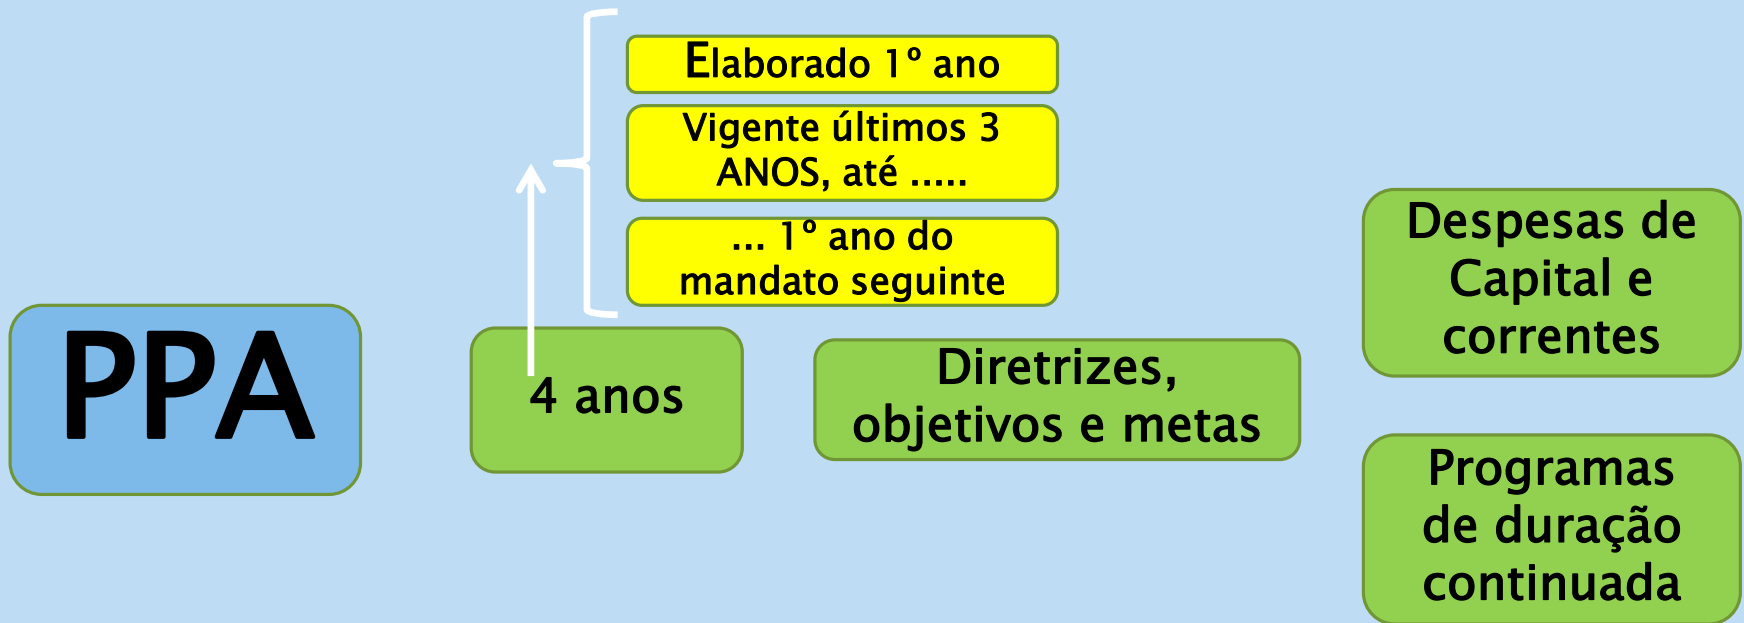 PPA
4 anos
Elaborado 1º ano
Vigente últimos 3
ANOS, até .....
... 1º ano do
mandato seguinte
Diretrizes,
objetivos e metas
Despesas de
Capital e
correntes
Programas
de duração
continuada